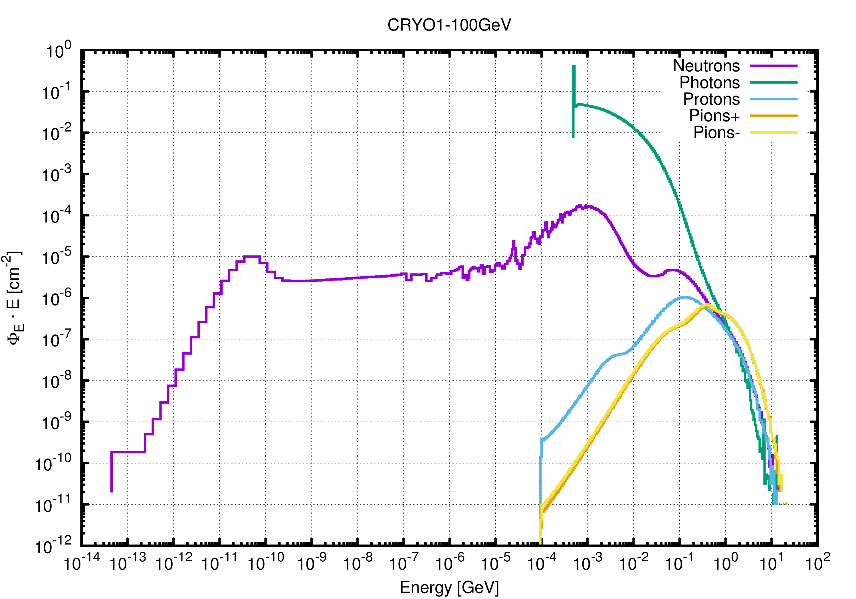 CRYO1-100GeV
Neutrons
Photons
Protons
Pions+
Pions-
10^0
10^-1
10^-2
10^-3
10^-4
10^-5
10^-6
10^-7
10^-8
10^-9
10^-10
10^-11
10^-12
Φ_E · E [cm^-2]
10^-14 10^-13 10^-12 10^-11 10^-10 10^-9 10^-8 10^-7 10^-6 10^-5 10^-4 10^-3 10^-2 10^-1 10^0 10^1 10^2
Energy [GeV]